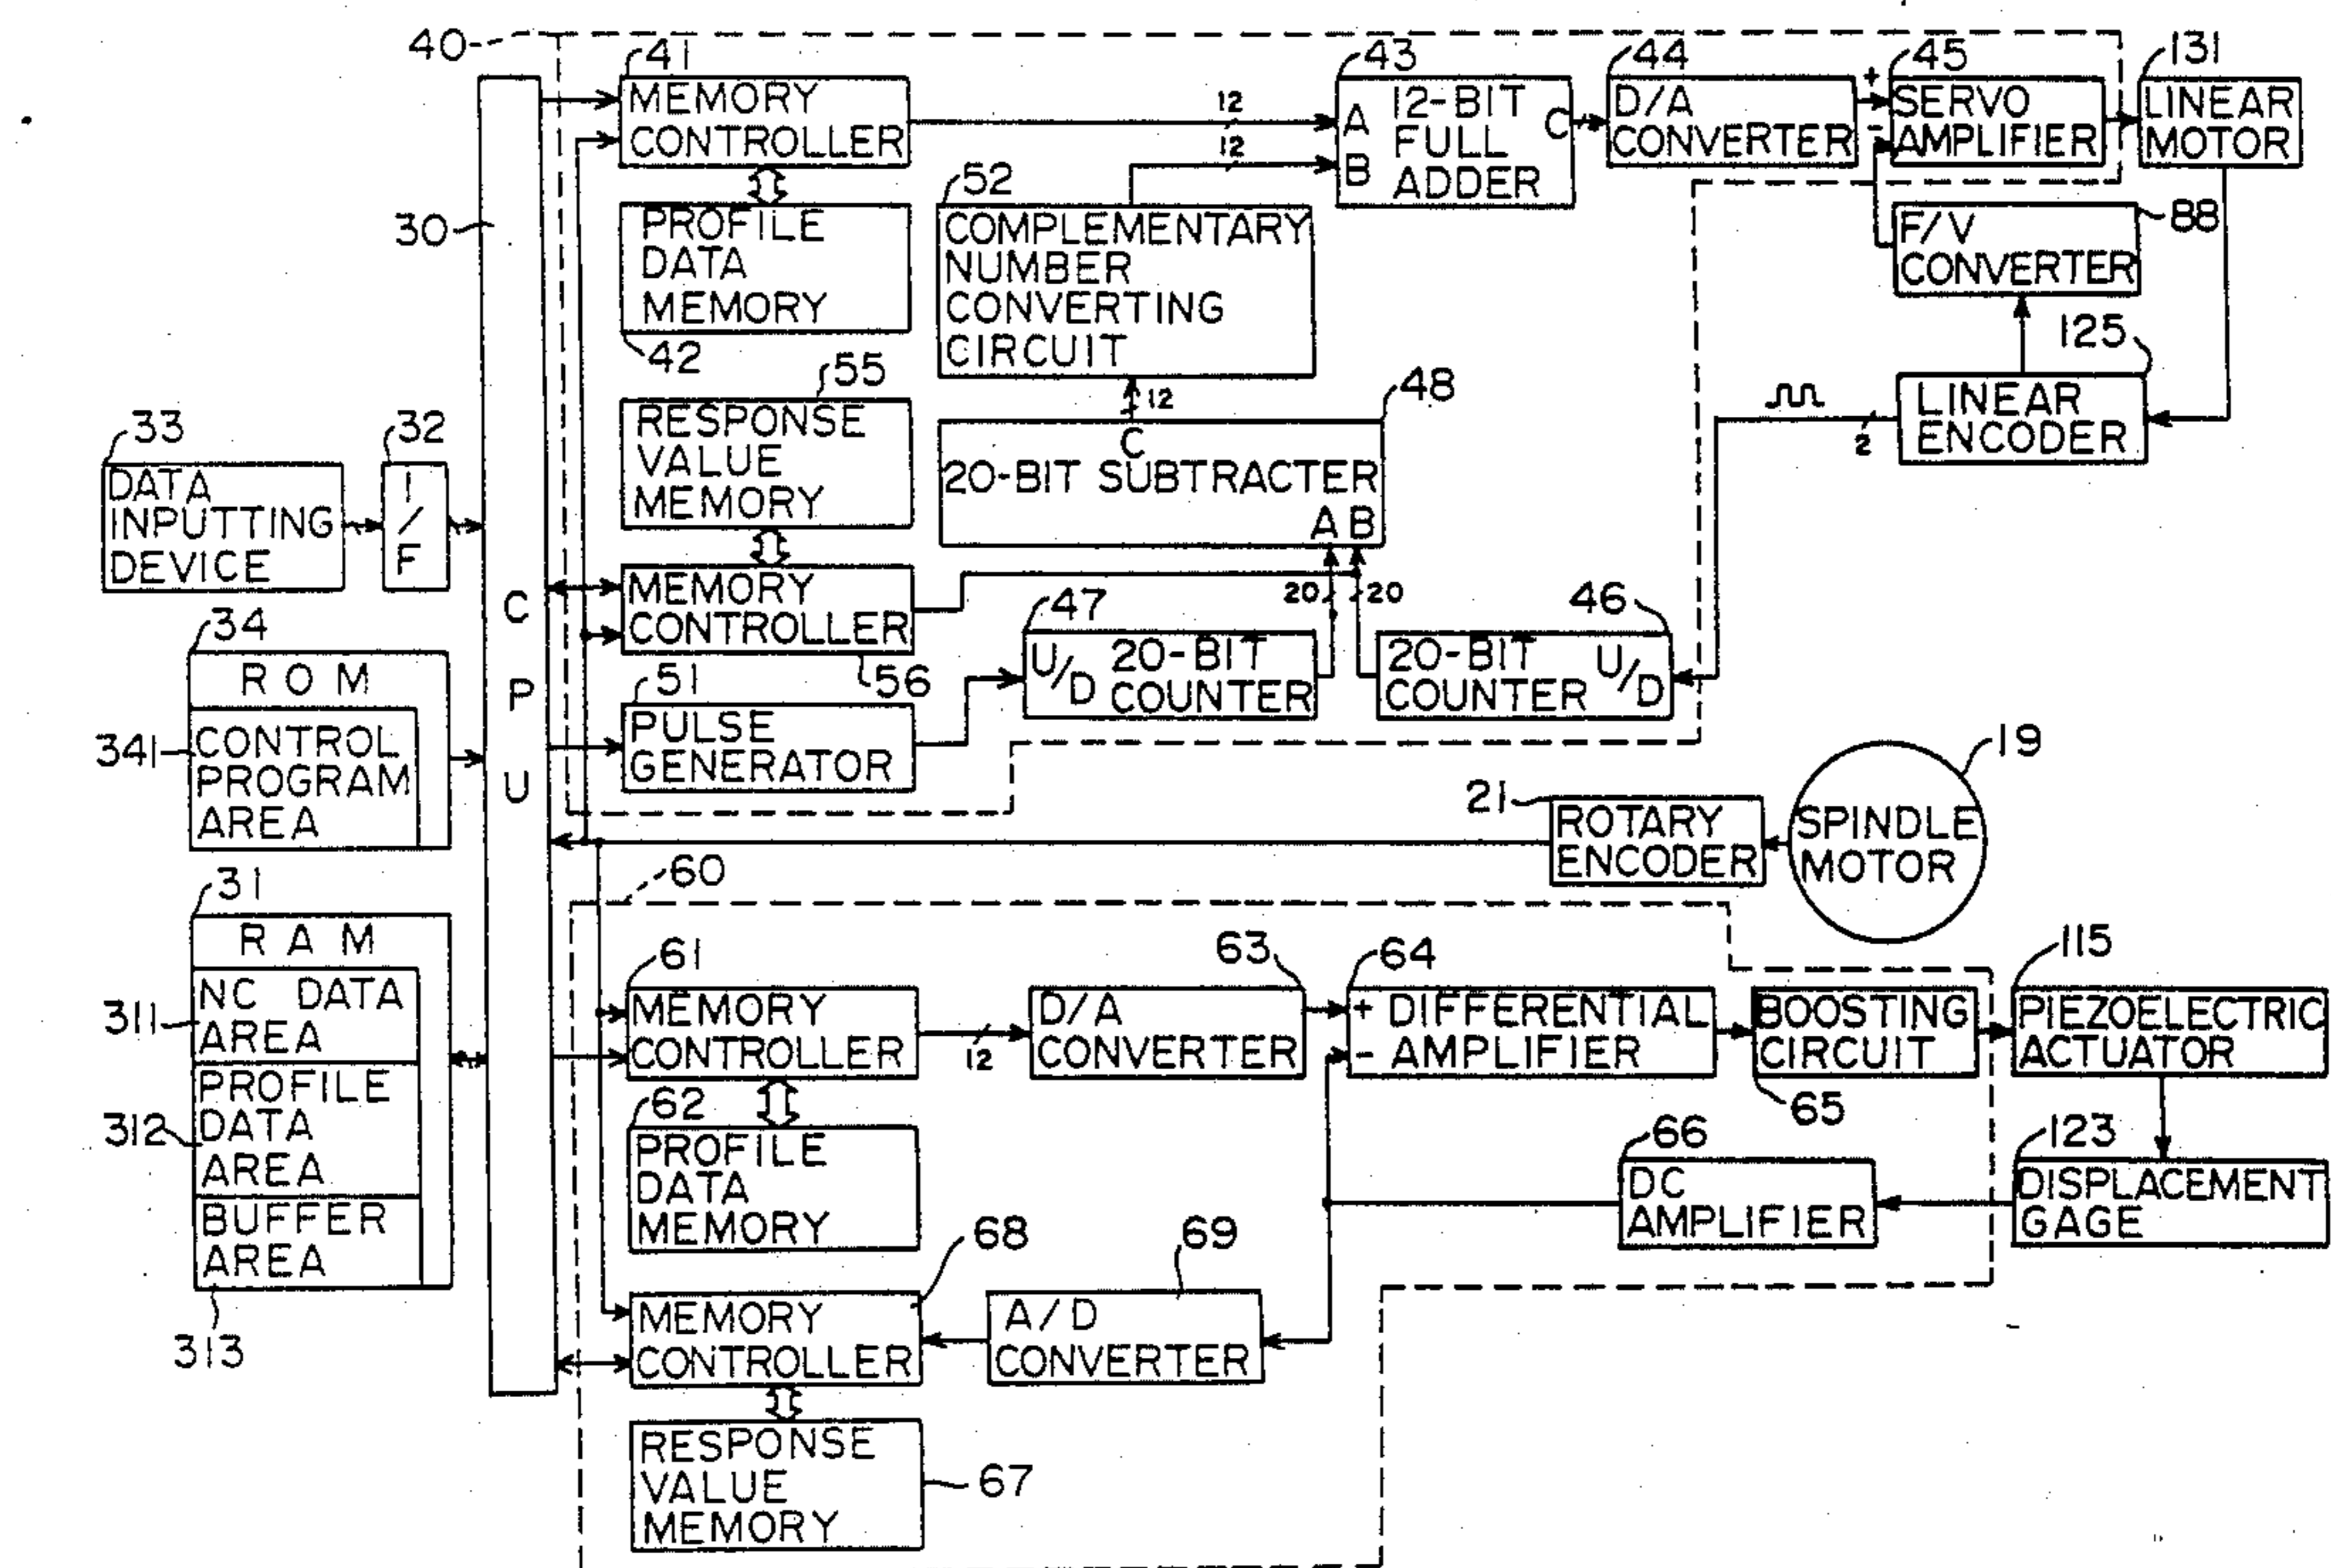 40
41
MEMORY
CONTROLLER
12
12
43
A
B
12-BIT
FULL
ADDER
C
44
D/A
CONVERTER
+
-
45
SERVO
AMPLIFIER
131
LINEAR
MOTOR
30
PROFILE
DATA
MEMORY
42
52
COMPLEMENTARY
NUMBER
CONVERTING
CIRCUIT
F/V
CONVERTER
88
55
RESPONSE
VALUE
MEMORY
12
48
C
20-BIT SUBTRACTER
A B
2
125
LINEAR
ENCODER
33
DATA
INPUTTING
DEVICE
32
I
/
F
C
P
U
MEMORY
CONTROLLER
56
20
20
47
U/D
20-BIT
COUNTER
46
20-BIT
COUNTER
U/D
34
R O M
341
CONTROL
PROGRAM
AREA
51
PULSE
GENERATOR
21
ROTARY
ENCODER
19
SPINDLE
MOTOR
60
31
R A M
311
NC DATA
AREA
312
PROFILE
DATA
AREA
BUFFER
AREA
313
61
MEMORY
CONTROLLER
12
63
D/A
CONVERTER
64
+ DIFFERENTIAL
- AMPLIFIER
BOOSTING
CIRCUIT
65
115
PIEZOELECTRIC
ACTUATOR
62
PROFILE
DATA
MEMORY
66
DC
AMPLIFIER
123
DISPLACEMENT
GAGE
68
MEMORY
CONTROLLER
69
A/D
CONVERTER
RESPONSE
VALUE
MEMORY
67